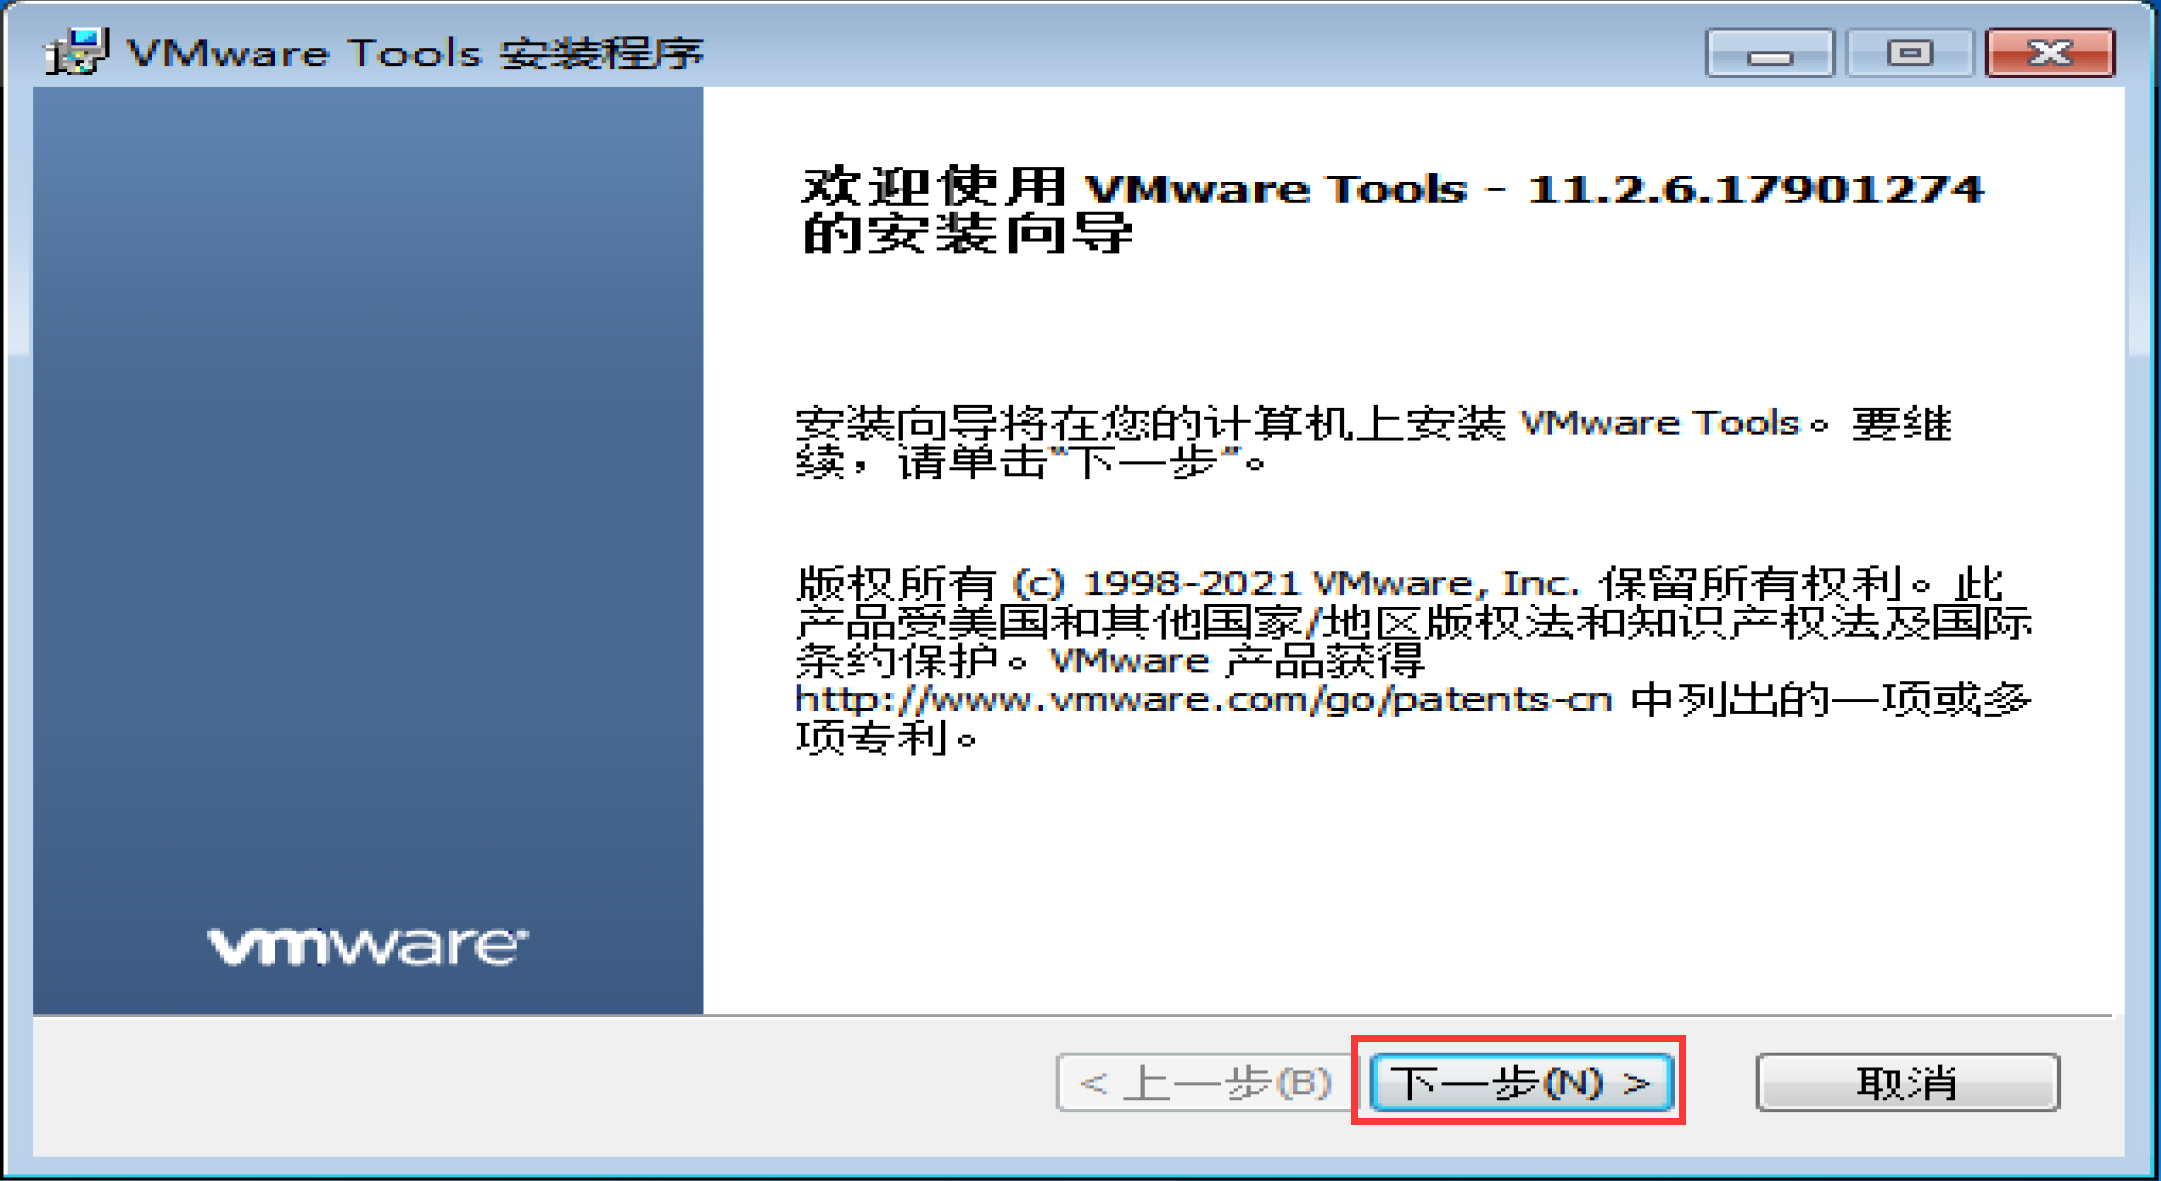 VMware Tools 安装程序
欢迎使用 VMware Tools - 11.2.6.17901274
的安装向导
安装向导将在您的计算机上安装 VMware Tools。要继
续，请单击“下一步”。
版权所有 (c) 1998-2021 VMware, Inc. 保留所有权利。此
产品受美国和其他国家/地区版权法和知识产权法及国际
条约保护。VMware 产品获得
http://www.vmware.com/go/patents-cn 中列出的一项或多
项专利。
vmware
< 上一步(B) 下一步(N) > 取消